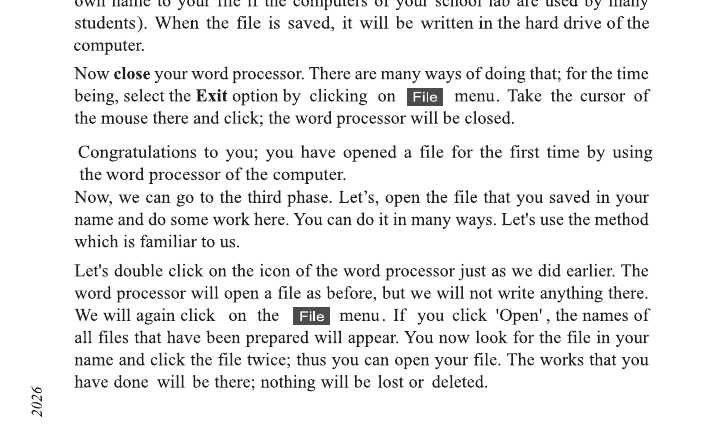 own name to your file if the computers of your school lab are used by many
students). When the file is saved, it will be written in the hard drive of the
computer.
Now close your word processor. There are many ways of doing that; for the time
being, select the Exit option by clicking on File menu. Take the cursor of
the mouse there and click; the word processor will be closed.
Congratulations to you; you have opened a file for the first time by using
the word processor of the computer.
Now, we can go to the third phase. Let’s, open the file that you saved in your
name and do some work here. You can do it in many ways. Let's use the method
which is familiar to us.
Let's double click on the icon of the word processor just as we did earlier. The
word processor will open a file as before, but we will not write anything there.
We will again click on the File menu. If you click 'Open', the names of
all files that have been prepared will appear. You now look for the file in your
name and click the file twice; thus you can open your file. The works that you
have done will be there; nothing will be lost or deleted.
2026